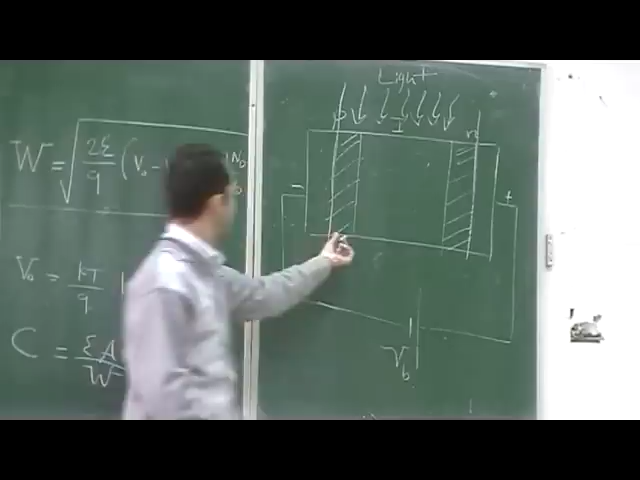 W = √ 2ε/q (V₀ -
V₀ = kT/q
C = εA/W
Light
P I n
- +
V_b